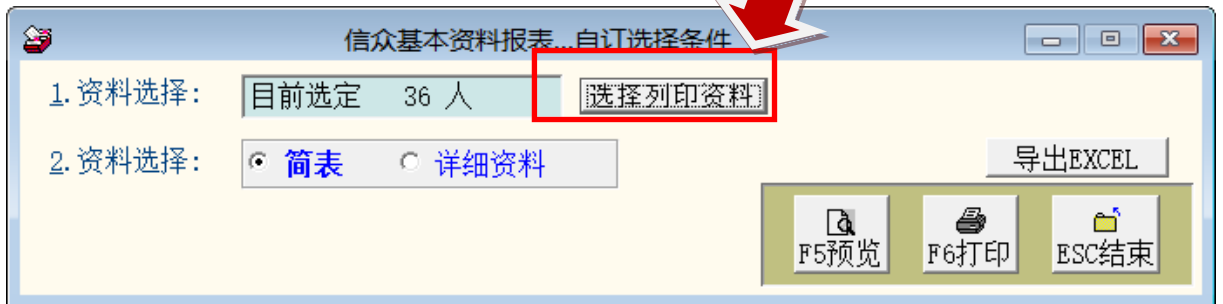 信众基本资料报表...自订选择条件
1.资料选择: 目前选定 36 人 选择列印资料
2.资料选择: 简表 详细资料
导出EXCEL
F5预览 F6打印 ESC结束